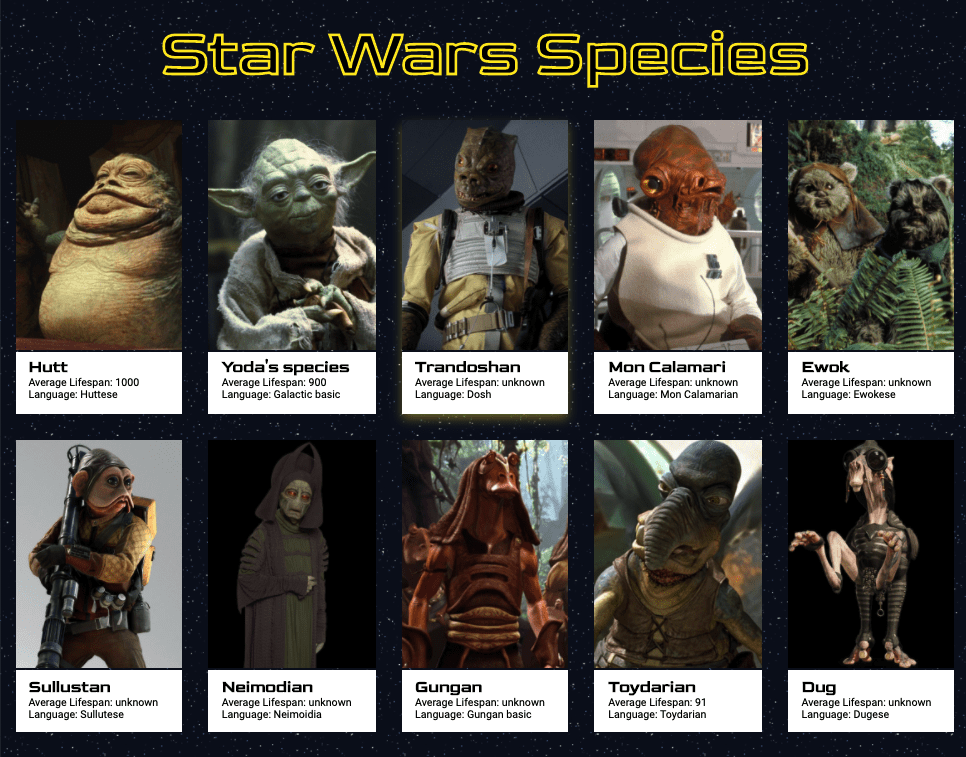 Star Wars Species
Hutt
Average Lifespan: 1000
Language: Huttese
Yoda's species
Average Lifespan: 900
Language: Galactic basic
Trandoshan
Average Lifespan: unknown
Language: Dosh
Mon Calamari
Average Lifespan: unknown
Language: Mon Calamarian
Ewok
Average Lifespan: unknown
Language: Ewokese
Sullustan
Average Lifespan: unknown
Language: Sullutese
Neimodian
Average Lifespan: unknown
Language: Neimoidia
Gungan
Average Lifespan: unknown
Language: Gungan basic
Toydarian
Average Lifespan: 91
Language: Toydarian
Dug
Average Lifespan: unknown
Language: Dugese